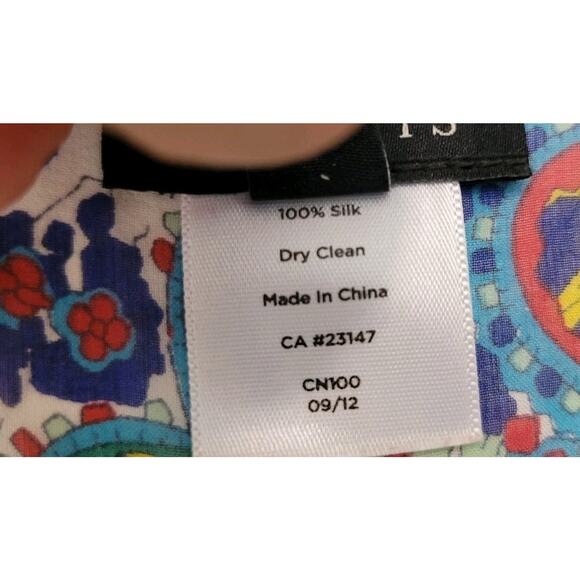 100% Silk
Dry Clean
Made In China
CA #23147
CN100
09/12